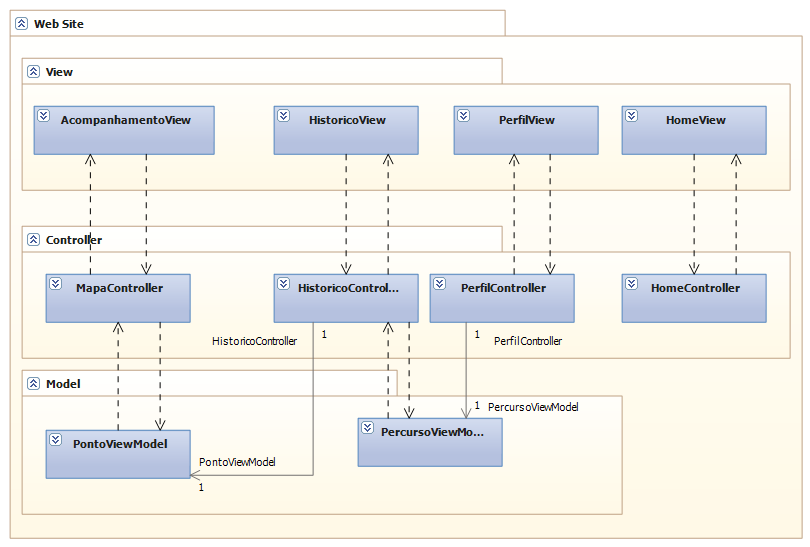 Web Site
View
AcompanhamentoView
HistoricoView
PerfilView
HomeView
Controller
MapaController
HistoricoControl...
PerfilController
HomeController
HistoricoController
1
1
PerfilController
Model
1
PercursoViewModel
PontoViewModel
PercursoViewMo...
PontoViewModel
1